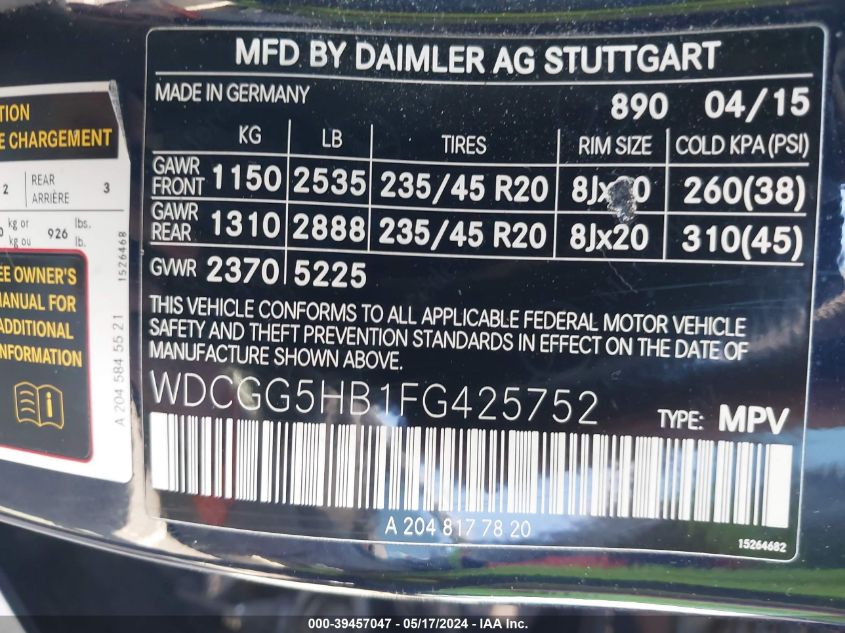 MFD BY DAIMLER AG STUTTGART
MADE IN GERMANY 890 04/15
KG LB TIRES RIM SIZE COLD KPA (PSI)
GAWR FRONT 1150 2535 235/45 R20 8Jx20 260(38)
GAWR REAR 1310 2888 235/45 R20 8Jx20 310(45)
GVWR 2370 5225
THIS VEHICLE CONFORMS TO ALL APPLICABLE FEDERAL MOTOR VEHICLE
SAFETY AND THEFT PREVENTION STANDARDS IN EFFECT ON THE DATE OF
MANUFACTURE SHOWN ABOVE.
WDCGG5HB1FG425752 TYPE: MPV
A 204 817 78 20
15264682
CHARGEMENT
2 REAR 3
ARRIÈRE
kg or 926 lbs.
kg ou lb.
OWNER'S
FOR
1526468
A 204 584 55 21
000-39457047 - 05/17/2024 - IAA Inc.